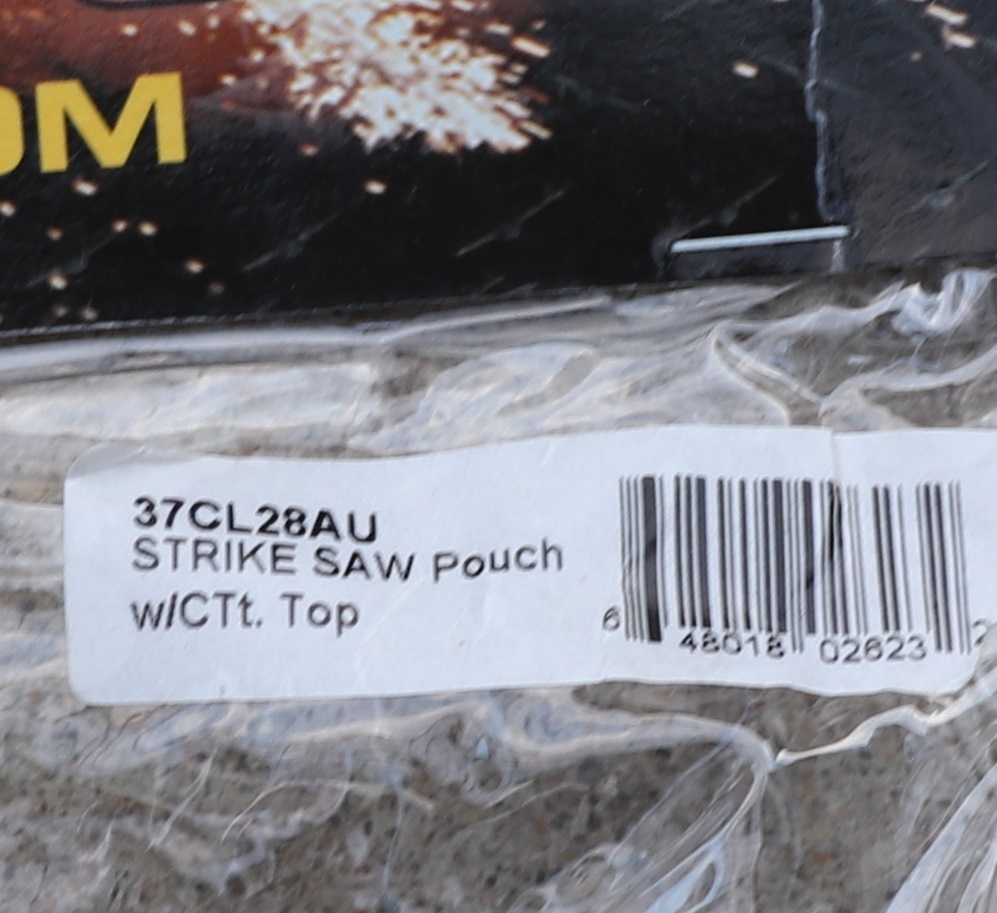 OM
37CL28AU
STRIKE SAW Pouch
w/CTt. Top
6 48018 02623 2